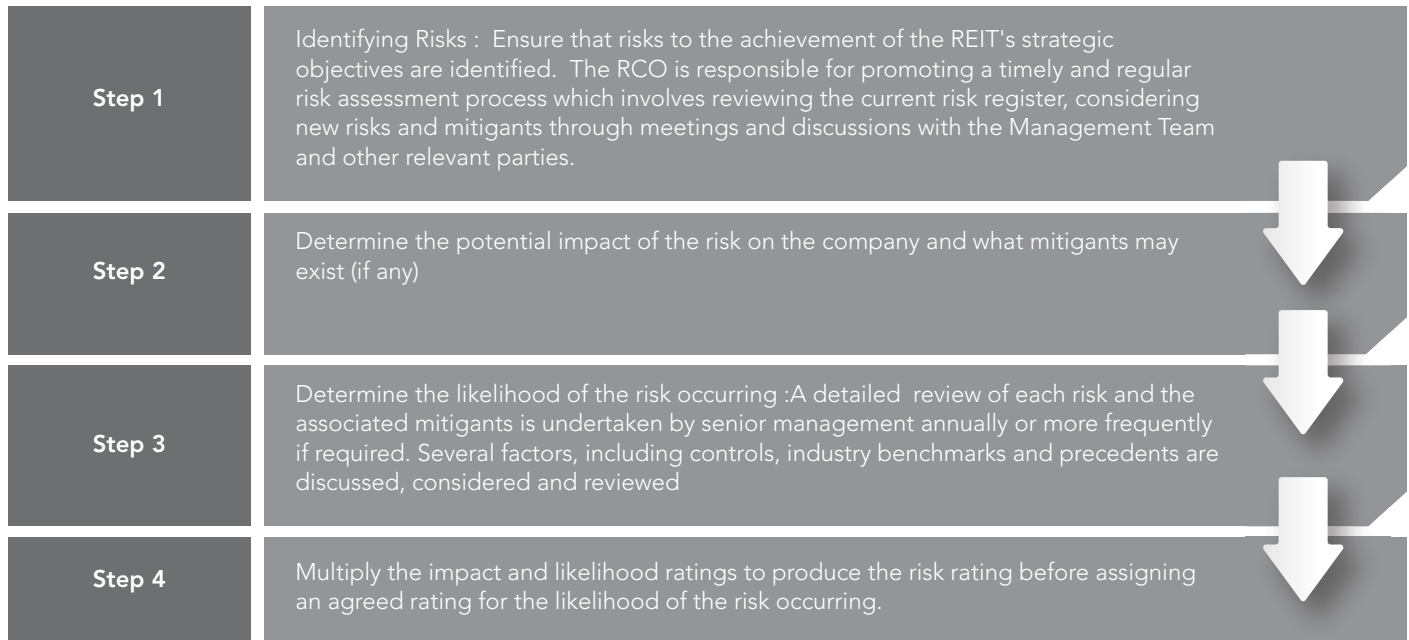 Step 1
Identifying Risks :  Ensure that risks to the achievement of the REIT's strategic
objectives are identified.  The RCO is responsible for promoting a timely and regular
risk assessment process which involves reviewing the current risk register, considering
new risks and mitigants through meetings and discussions with the Management Team
and other relevant parties.
Step 2
Determine the potential impact of the risk on the company and what mitigants may
exist (if any)
Step 3
Determine the likelihood of the risk occurring :A detailed  review of each risk and the
associated mitigants is undertaken by senior management annually or more frequently
if required. Several factors, including controls, industry benchmarks and precedents are
discussed, considered and reviewed
Step 4
Multiply the impact and likelihood ratings to produce the risk rating before assigning
an agreed rating for the likelihood of the risk occurring.